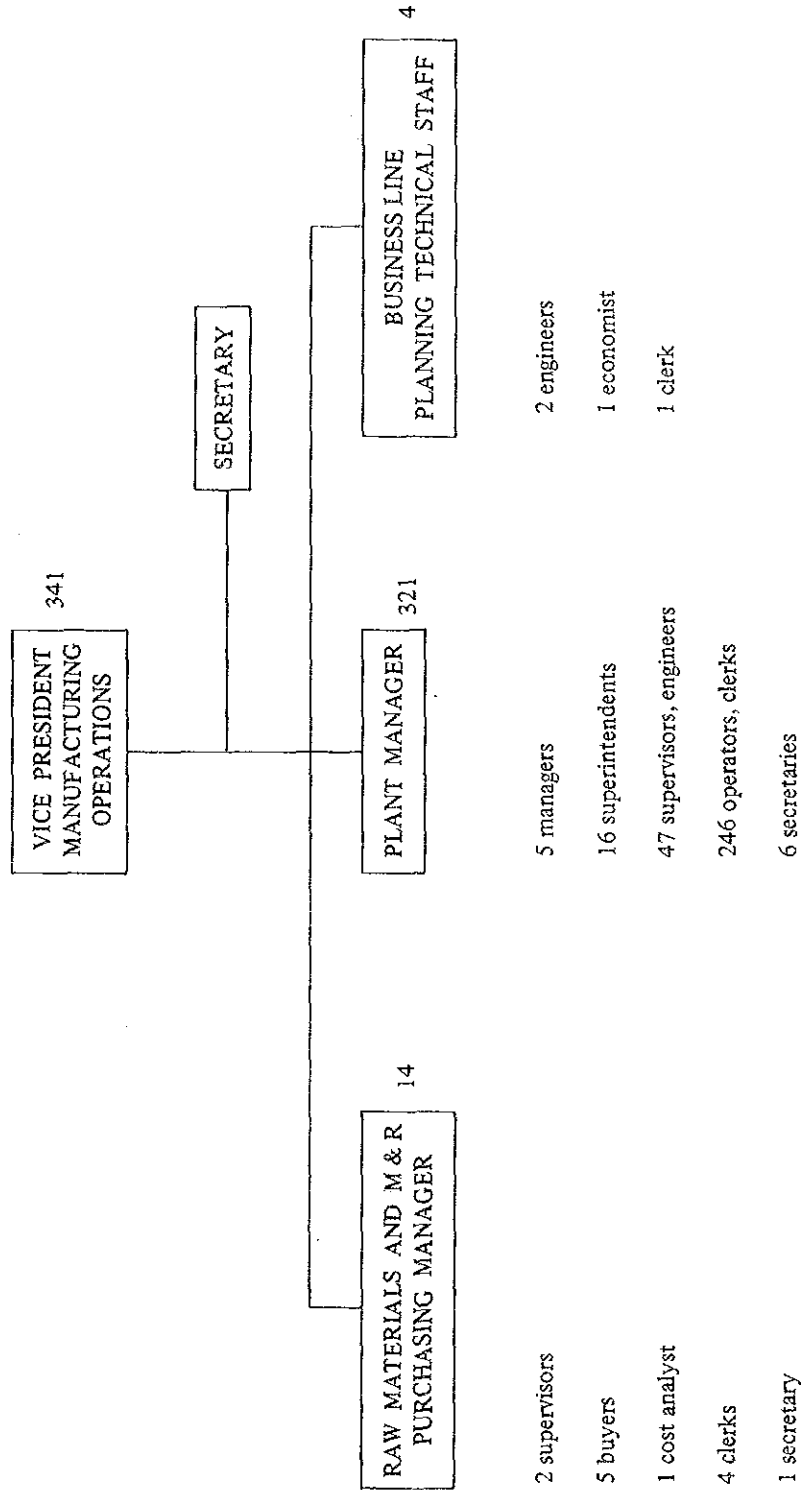 VICE PRESIDENT
MANUFACTURING
OPERATIONS
341
SECRETARY
RAW MATERIALS AND M & R
PURCHASING MANAGER
14
2 supervisors
5 buyers
1 cost analyst
4 clerks
1 secretary
PLANT MANAGER
321
5 managers
16 superintendents
47 supervisors, engineers
246 operators, clerks
6 secretaries
BUSINESS LINE
PLANNING TECHNICAL STAFF
4
2 engineers
1 economist
1 clerk